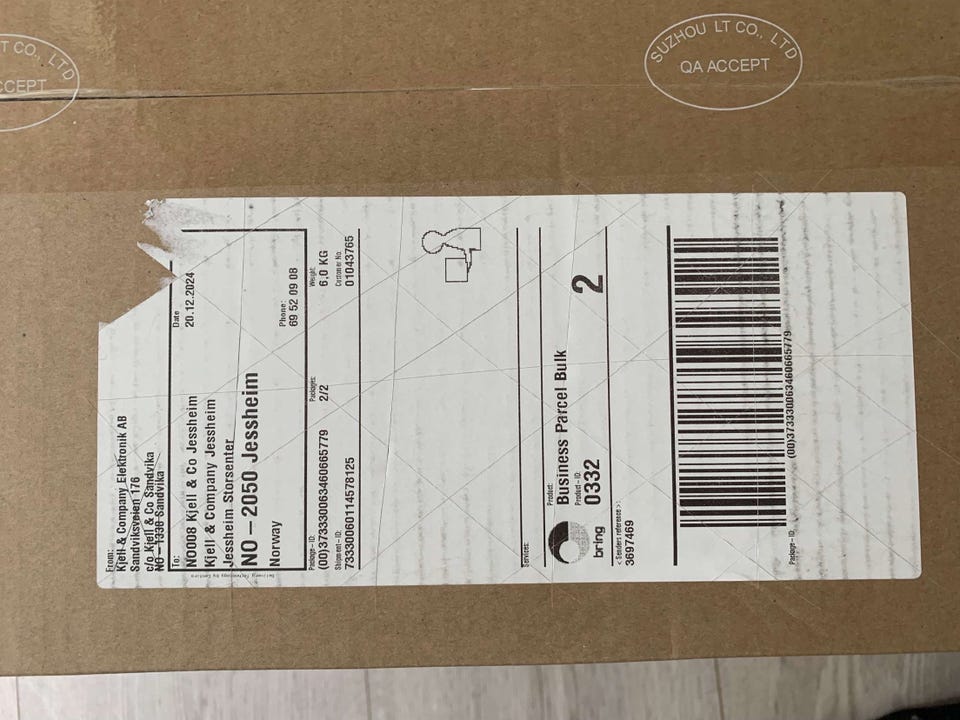 T CO., LTD
CCEPT
SUZHOU LT CO., LTD
QA ACCEPT
From:
Kjell & Company Elektronik AB
Sandviksveien 176
c/o Kjell & Co Sandvika
NO – 1338 Sandvika
To:
Date
20.12.2024
NO008 Kjell & Co Jessheim
Kjell & Company Jessheim
Jessheim Storsenter
NO – 2050 Jessheim
Norway
Phone:
69 52 09 08
Package – ID:
(00)373330063460665779
Packages:
2/2
Weight
6,0 KG
Shipment – ID:
73330060114578125
Customer No.
01043765
Services:
bring
Product:
Business Parcel Bulk
Product – ID:
0332
2
<Senders reference>:
3697469
(00)373330063460665779
Package – ID: